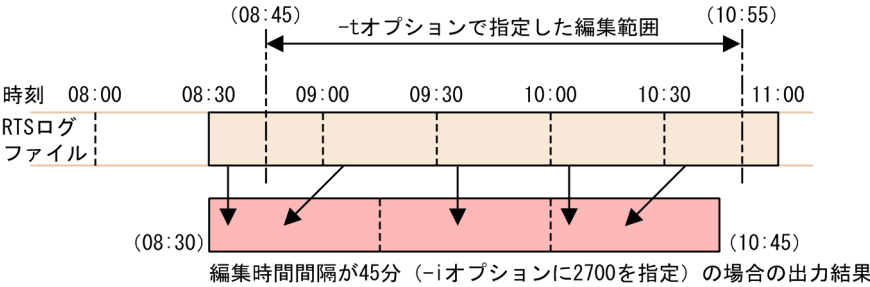 (08:45)
(10:55)
-tオプションで指定した編集範囲
時刻 08:00 08:30 09:00 09:30 10:00 10:30 11:00
RTSログ
ファイル
(08:30)
(10:45)
編集時間間隔が45分(-iオプションに2700を指定)の場合の出力結果